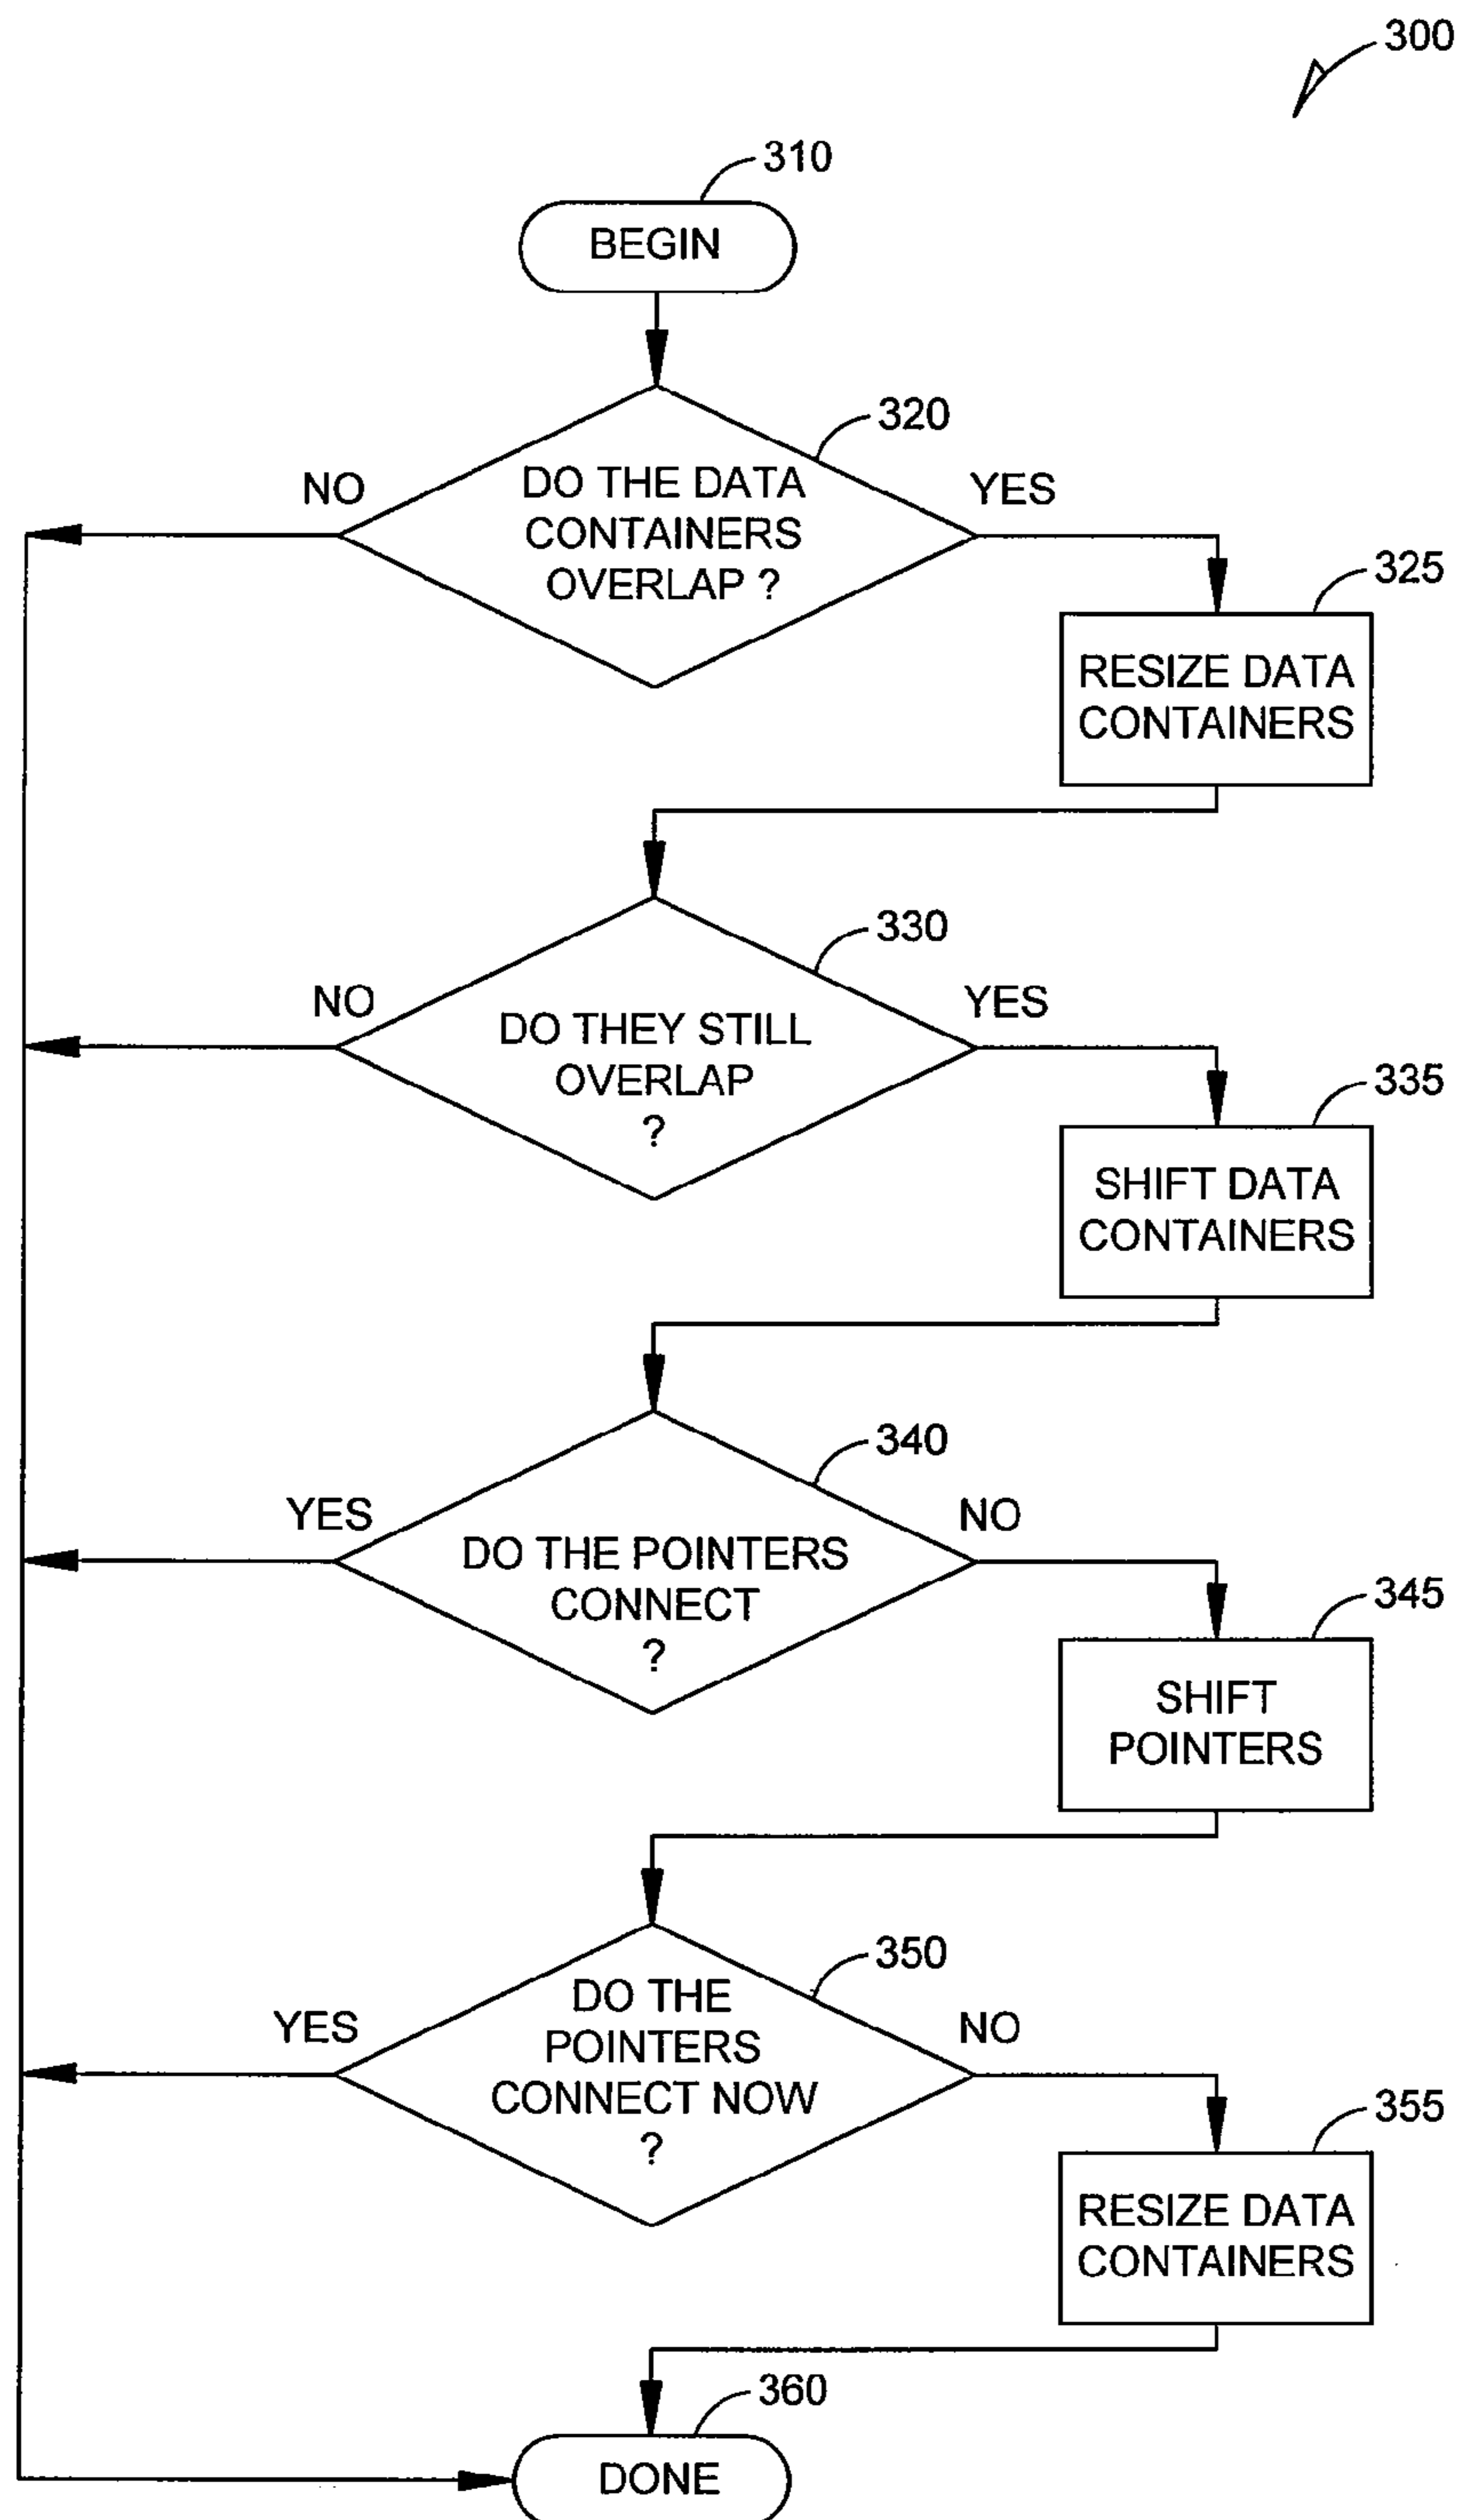 300
310
BEGIN
320
NO
YES
DO THE DATA
CONTAINERS
OVERLAP ?
325
RESIZE DATA
CONTAINERS
330
NO
YES
DO THEY STILL
OVERLAP
?
335
SHIFT DATA
CONTAINERS
340
YES
NO
DO THE POINTERS
CONNECT
?
345
SHIFT
POINTERS
350
YES
NO
DO THE
POINTERS
CONNECT NOW
?
355
RESIZE DATA
CONTAINERS
360
DONE